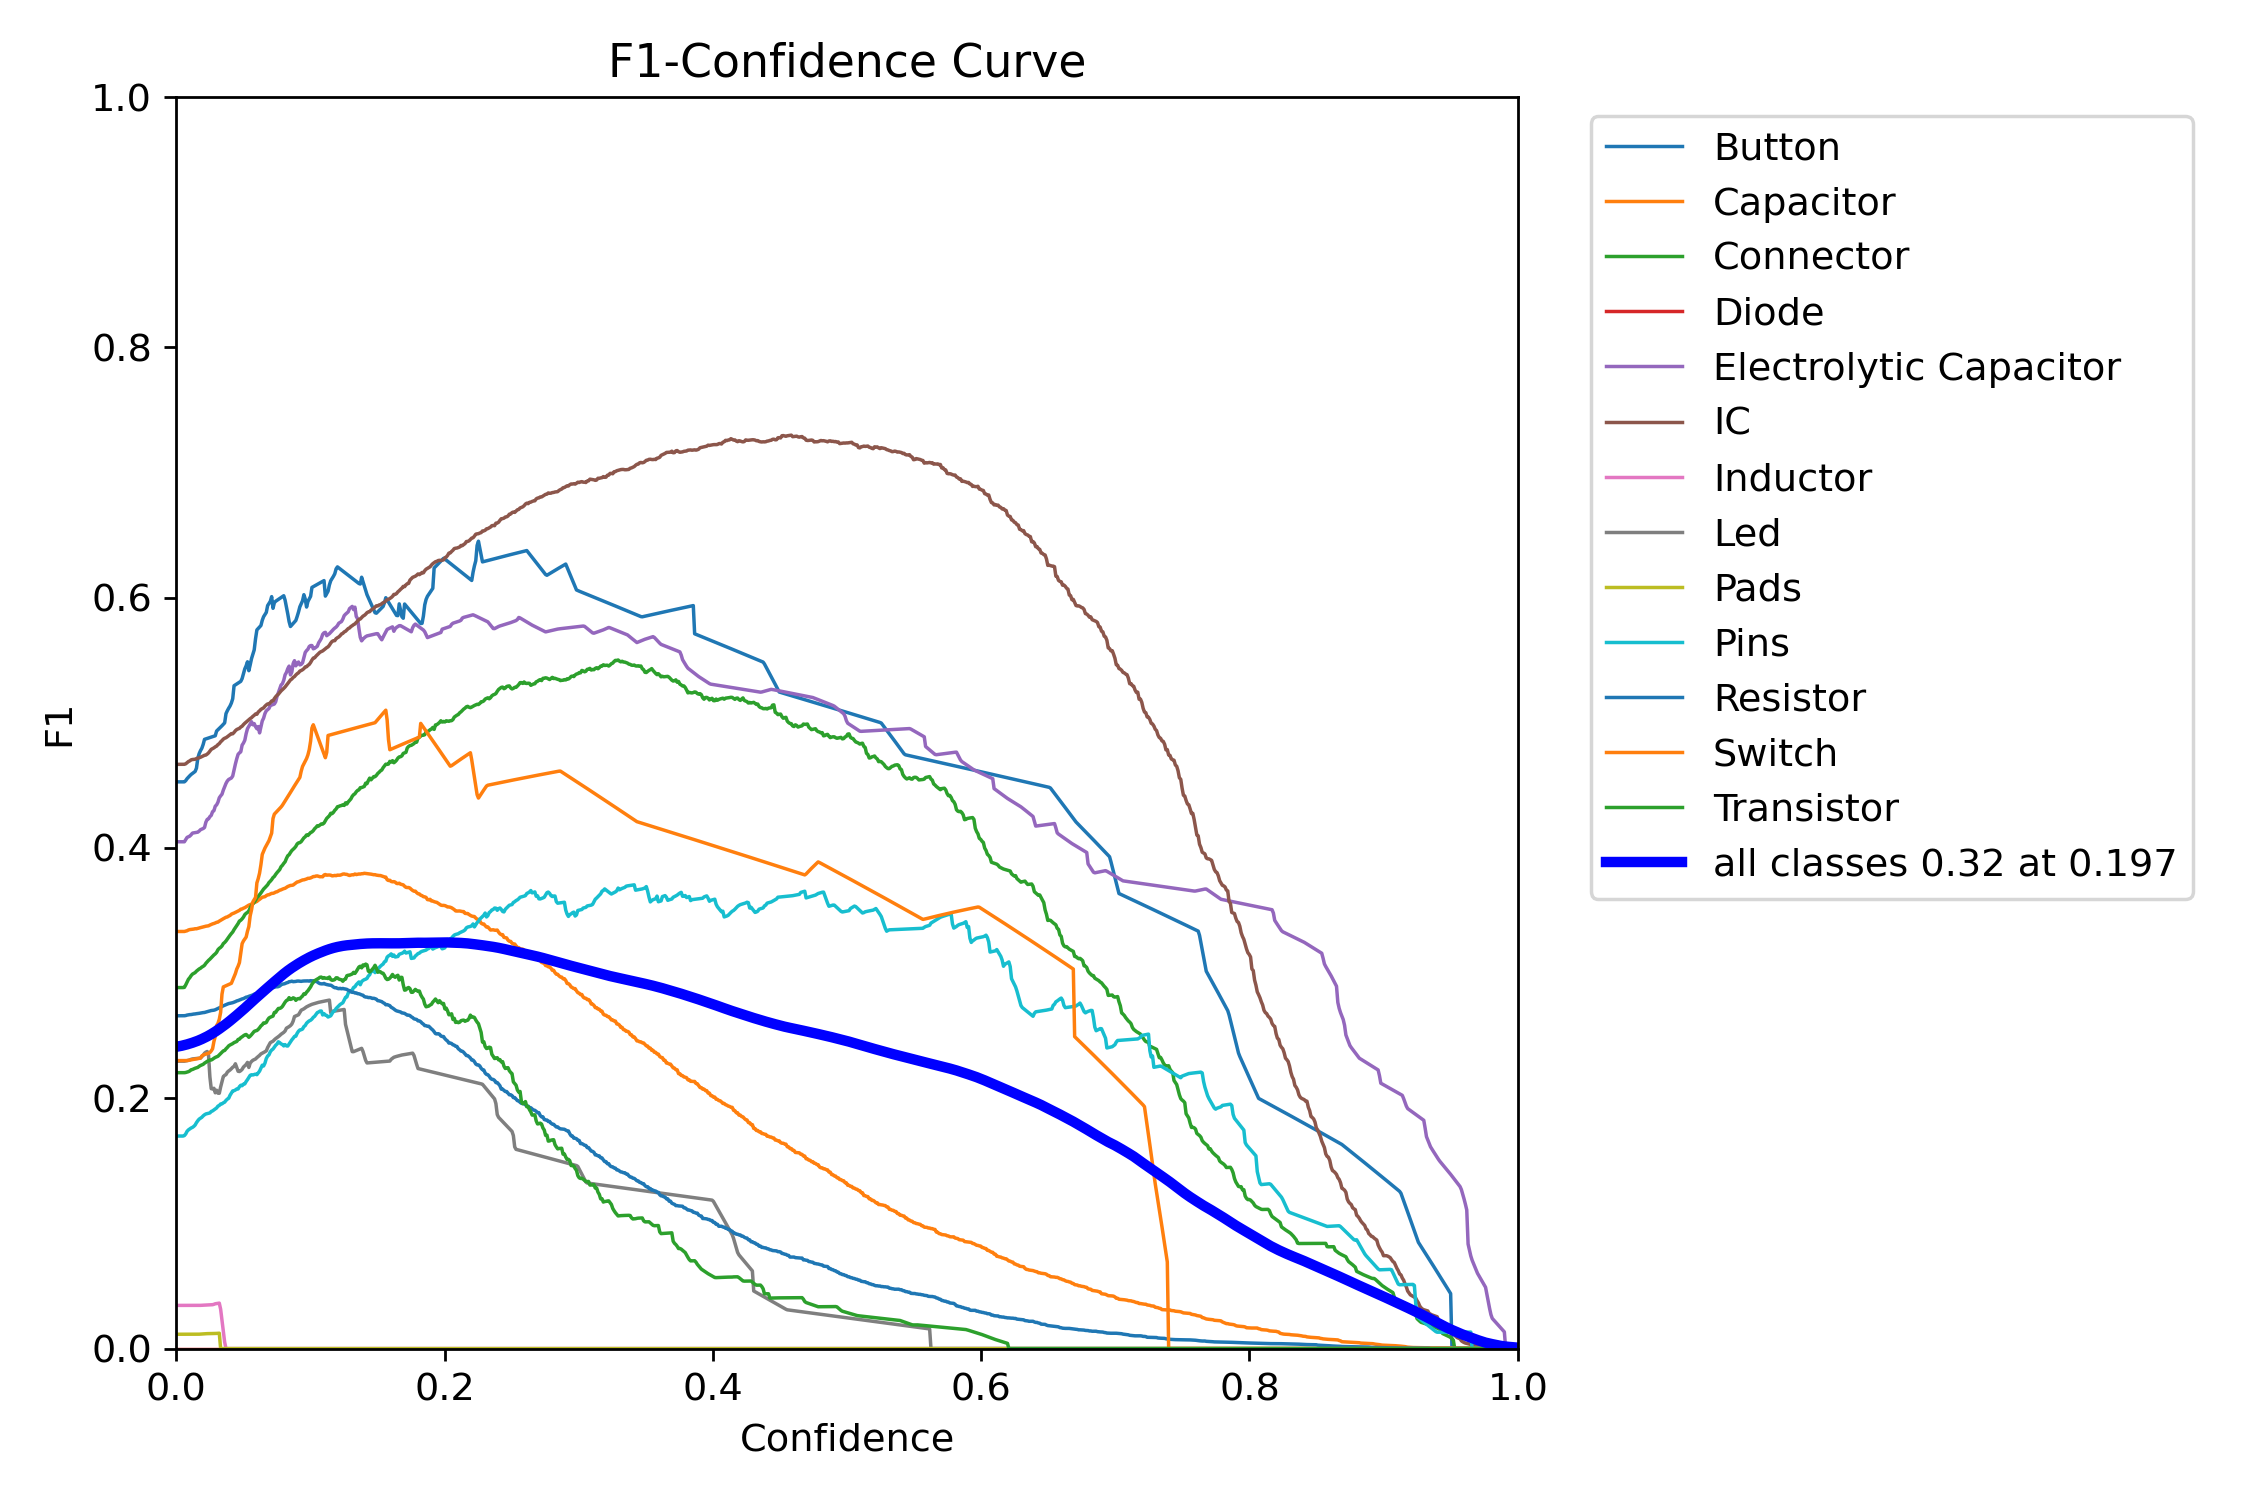 F1-Confidence Curve
1.0
0.8
0.6
0.4
0.2
0.0
F1
0.0 0.2 0.4 0.6 0.8 1.0
Confidence
Button
Capacitor
Connector
Diode
Electrolytic Capacitor
IC
Inductor
Led
Pads
Pins
Resistor
Switch
Transistor
all classes 0.32 at 0.197